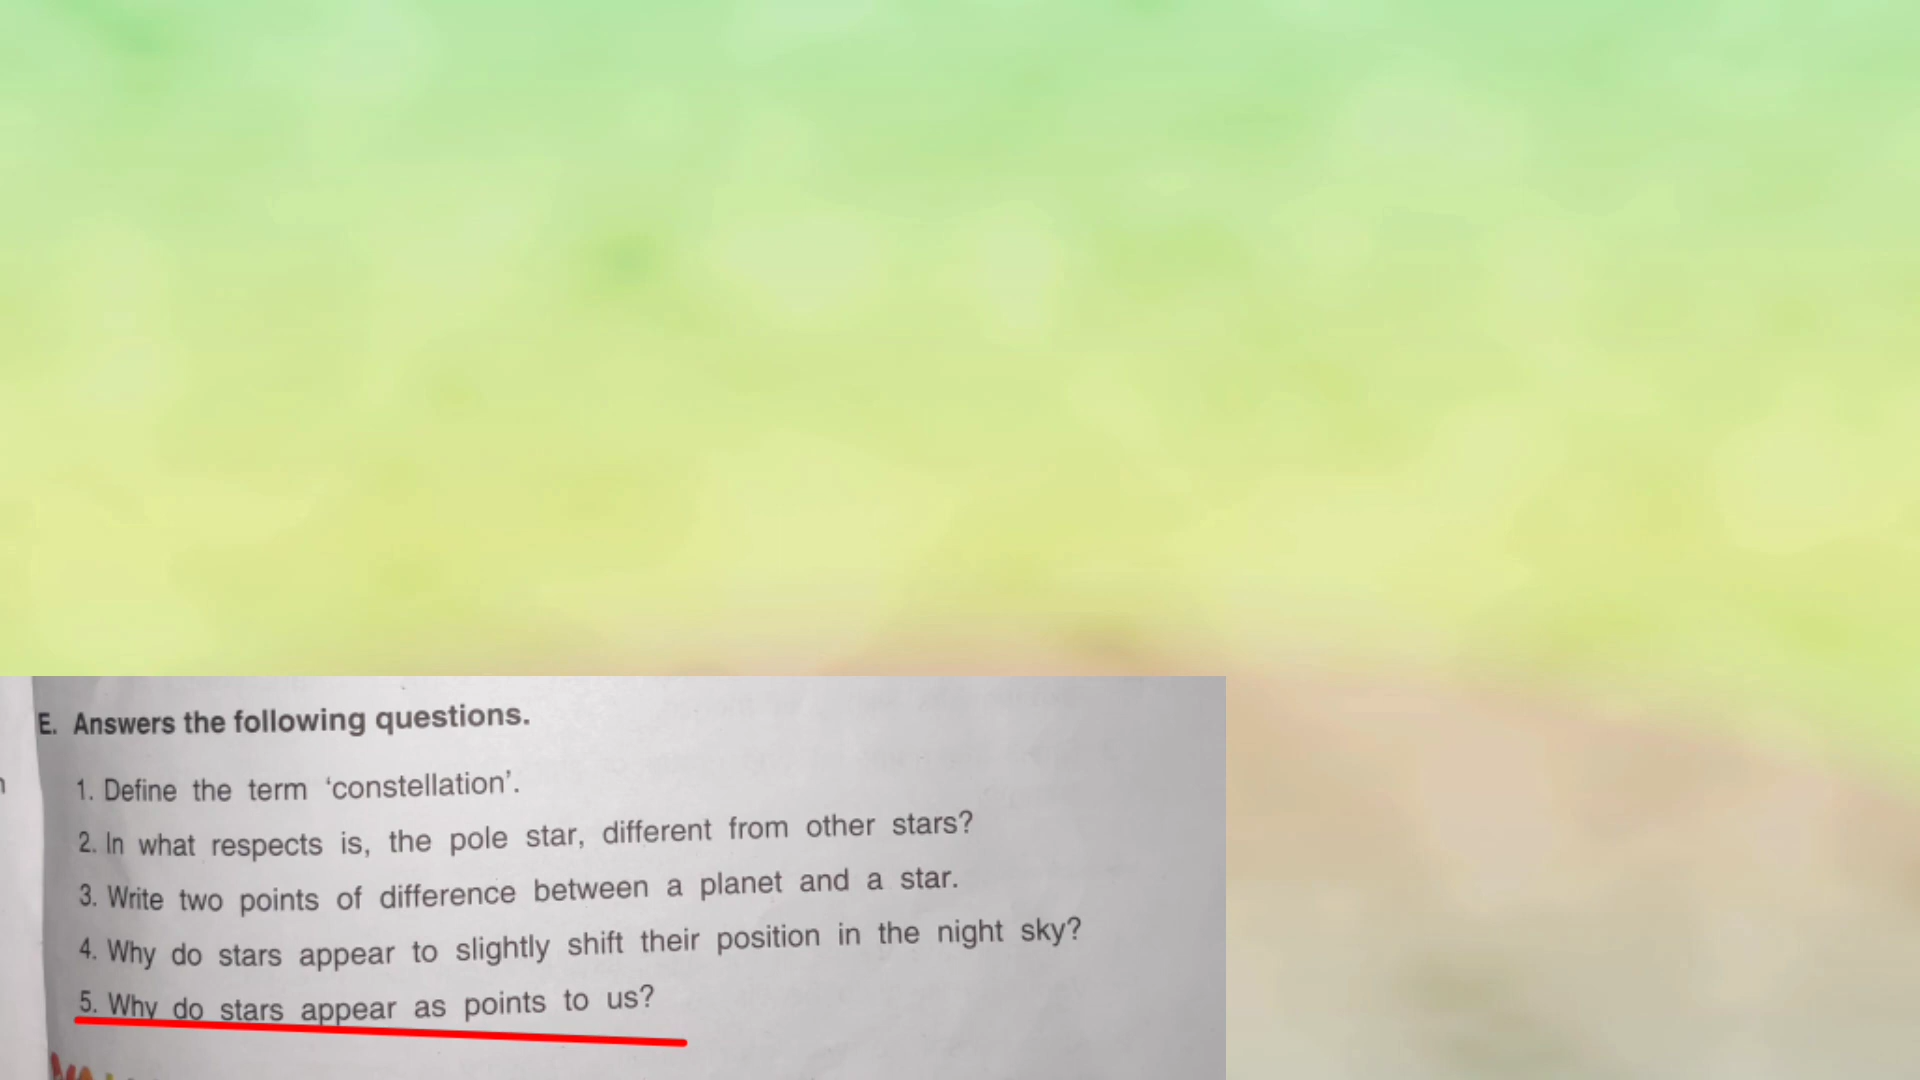 E. Answers the following questions.
1. Define the term ‘constellation’.
2. In what respects is, the pole star, different from other stars?
3. Write two points of difference between a planet and a star.
4. Why do stars appear to slightly shift their position in the night sky?
5. Why do stars appear as points to us?